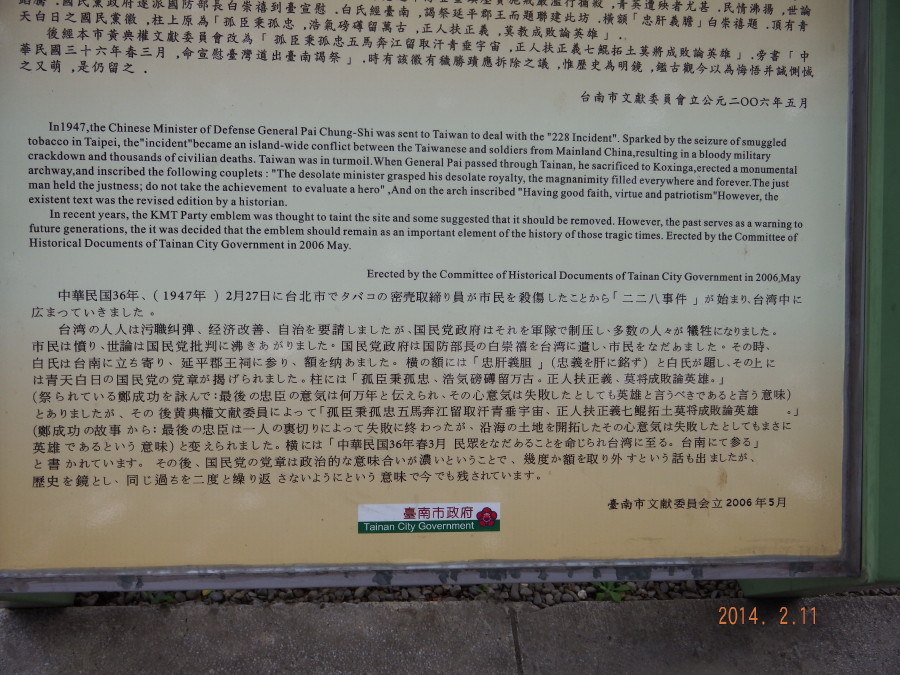 國民黨政府遂派國防部長白崇禧到臺宣慰．白氏經臺南，謁祭延平郡王而題聯建此坊．橫額「忠肝義膽」白崇禧題．頂有青
天白日之國民黨徽，柱上原為「孤臣秉孤忠，浩氣磅礡留萬古，正人扶正義，莫教成敗論英雄」．
後經本市黃典權文獻委員會改為「孤臣秉孤忠五馬奔江留取汗青垂宇宙，正人扶正義七鯤拓土莫將成敗論英雄」．旁書「中
華民國三十六年春三月，命宣慰臺灣道出臺南謁祭」．時有該徽有穢勝蹟應拆除之議，惟歷史為明鏡，鑑古觀今以為悔悟并誡惻慽
之又萌，是仍留之．
台南市文獻委員會立公元二○○六年五月
In1947,the Chinese Minister of Defense General Pai Chung-Shi was sent to Taiwan to deal with the "228 Incident". Sparked by the seizure of smuggled
tobacco in Taipei, the"incident"became an island-wide conflict between the Taiwanese and soldiers from Mainland China,resulting in a bloody military
crackdown and thousands of civilian deaths. Taiwan was in turmoil.When General Pai passed through Tainan, he sacrificed to Koxinga,erected a monumental
archway,and inscribed the following couplets : "The desolate minister grasped his desolate royalty, the magnanimity filled everywhere and forever.The just
man held the justness; do not take the achievement to evaluate a hero" ,And on the arch inscribed "Having good faith, virtue and patriotism"However, the
existent text was the revised edition by a historian.
In recent years, the KMT Party emblem was thought to taint the site and some suggested that it should be removed. However, the past serves as a warning to
future generations, the it was decided that the emblem should remain as an important element of the history of those tragic times. Erected by the Committee of
Historical Documents of Tainan City Government in 2006 May.
Erected by the Committee of Historical Documents of Tainan City Government in 2006,May
中華民国36年、( 1947年 ) 2月27日に台北市でタバコの密売取締り員が市民を殺傷したことから「二二八事件」が始まり、台湾中に
広まっていきました。
台湾の人人は污職糾弾、経済改善、自治を要請しましたが、国民党政府はそれを軍隊で制圧し、多数の人々が犠牲になりました。
市民は憤り、世論は国民党批判に沸きあがりました。国民党政府は国防部長の白崇禧を台湾に遣し、市民をなだめました。その時、
白氏は台南に立ち寄り、延平郡王祠に参り、額を納あました。横の額には「忠肝義胆」(忠義を肝に銘ず) と白氏が題し、その上に
は青天白日の国民党の党章が掲げられました。柱には「孤臣秉孤忠、浩気磅礡留万古。正人扶正義、莫将成敗論英雄。」
(祭られている鄭成功を詠んで:最後の忠臣の意気は何万年と伝えられ、その心意気は失敗したとしても英雄と言うべきであると言う意味)
とありましたが、その後黄典權文献委員によって「孤臣秉孤忠五馬奔江留取汗青垂宇宙、正人扶正義七鯤拓土莫将成敗論英雄 。」
(鄭成功の故事から:最後の忠臣は一人の裏切りによって失敗に終わったが、沿海の土地を開拓したその心意気は失敗したとしてもまさに
英雄であるという意味) と変えられました。横には「中華民国36年春3月 民眾をなだめることを命じられ台湾に至る。台南にて参る」
と書かれています。その後、国民党の党章は政治的な意味合いが濃いということで、幾度か額を取り外すという話も出ましたが、
歴史を鏡とし、同じ過ちを二度と繰り返さないようにという意味で今でも残されています。
臺南市文献委員会立2006年5月
臺南市政府
Tainan City Government
2014. 2.11